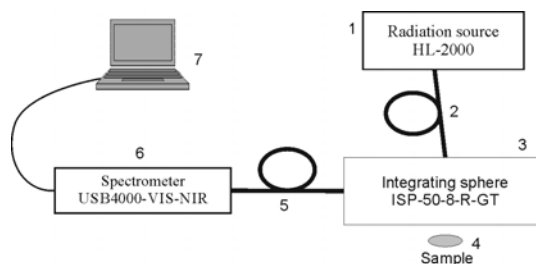 1
Radiation source
HL-2000
7
2
3
6
Spectrometer
USB4000-VIS-NIR
5
Integrating sphere
ISP-50-8-R-GT
4
Sample